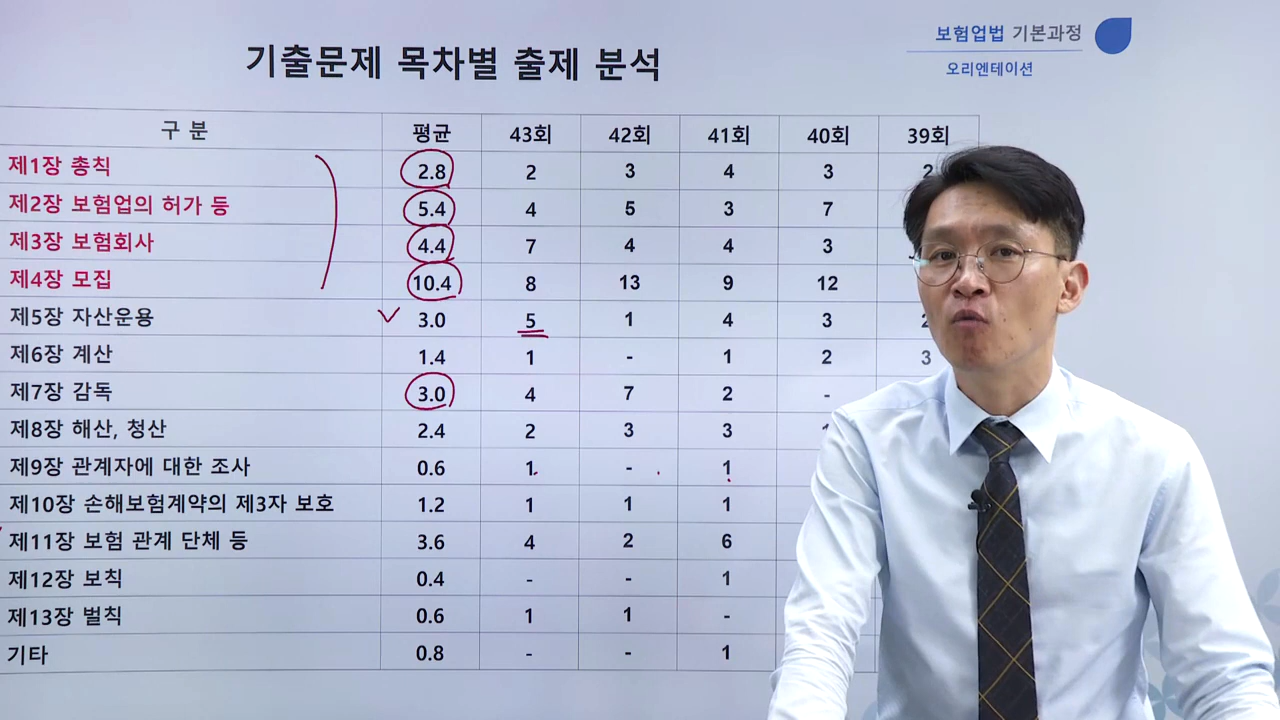 보험업법 기본과정
오리엔테이션
기출문제 목차별 출제 분석
구 분 평균 43회 42회 41회 40회 39회
제1장 총칙 2.8 2 3 4 3 2
제2장 보험업의 허가 등 5.4 4 5 3 7
제3장 보험회사 4.4 7 4 4 3
제4장 모집 10.4 8 13 9 12
제5장 자산운용 3.0 5 1 4 3 2
제6장 계산 1.4 1 - 1 2 3
제7장 감독 3.0 4 7 2 -
제8장 해산, 청산 2.4 2 3 3
제9장 관계자에 대한 조사 0.6 1 - 1
제10장 손해보험계약의 제3자 보호 1.2 1 1 1
제11장 보험 관계 단체 등 3.6 4 2 6
제12장 보칙 0.4 - - 1
제13장 벌칙 0.6 1 1 -
기타 0.8 - - 1